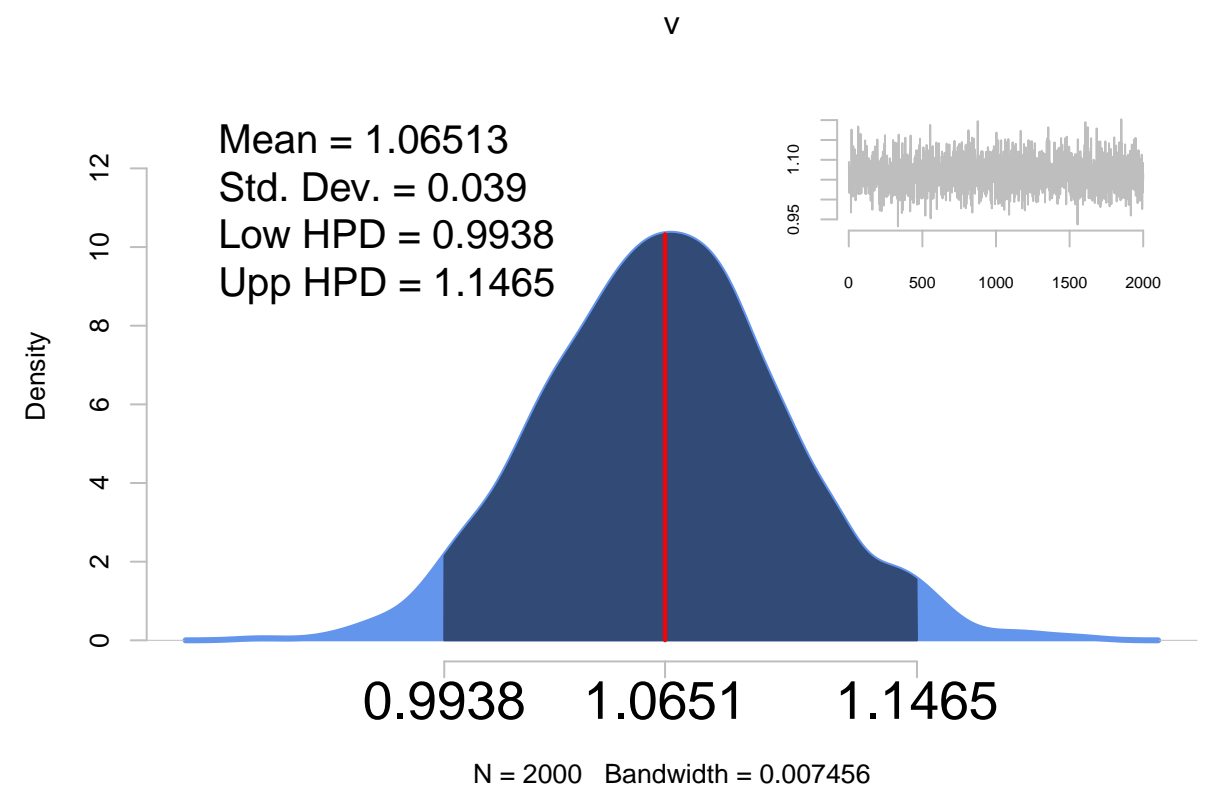 v
Mean = 1.06513
Std. Dev. = 0.039
Low HPD = 0.9938
Upp HPD = 1.1465
1.10
0.95
0 500 1000 1500 2000
Density
12
10
8
6
4
2
0
0.9938 1.0651 1.1465
N = 2000 Bandwidth = 0.007456